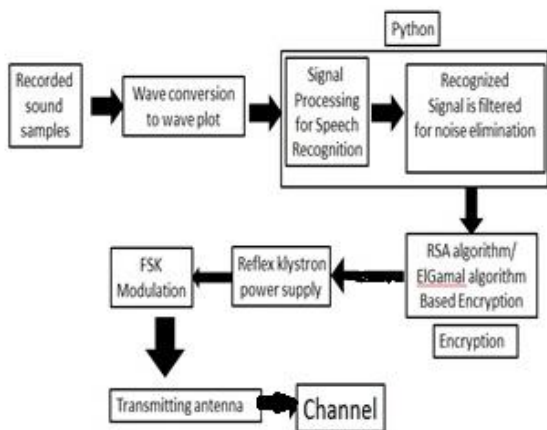 Python
Recorded
sound
samples
Wave conversion
to wave plot
Signal
Processing
for Speech
Recognition
Recognized
Signal is filtered
for noise elimination
FSK
Modulation
Reflex klystron
power supply
RSA algorithm/
ElGamal algorithm
Based Encryption
Encryption
Transmitting antenna
Channel